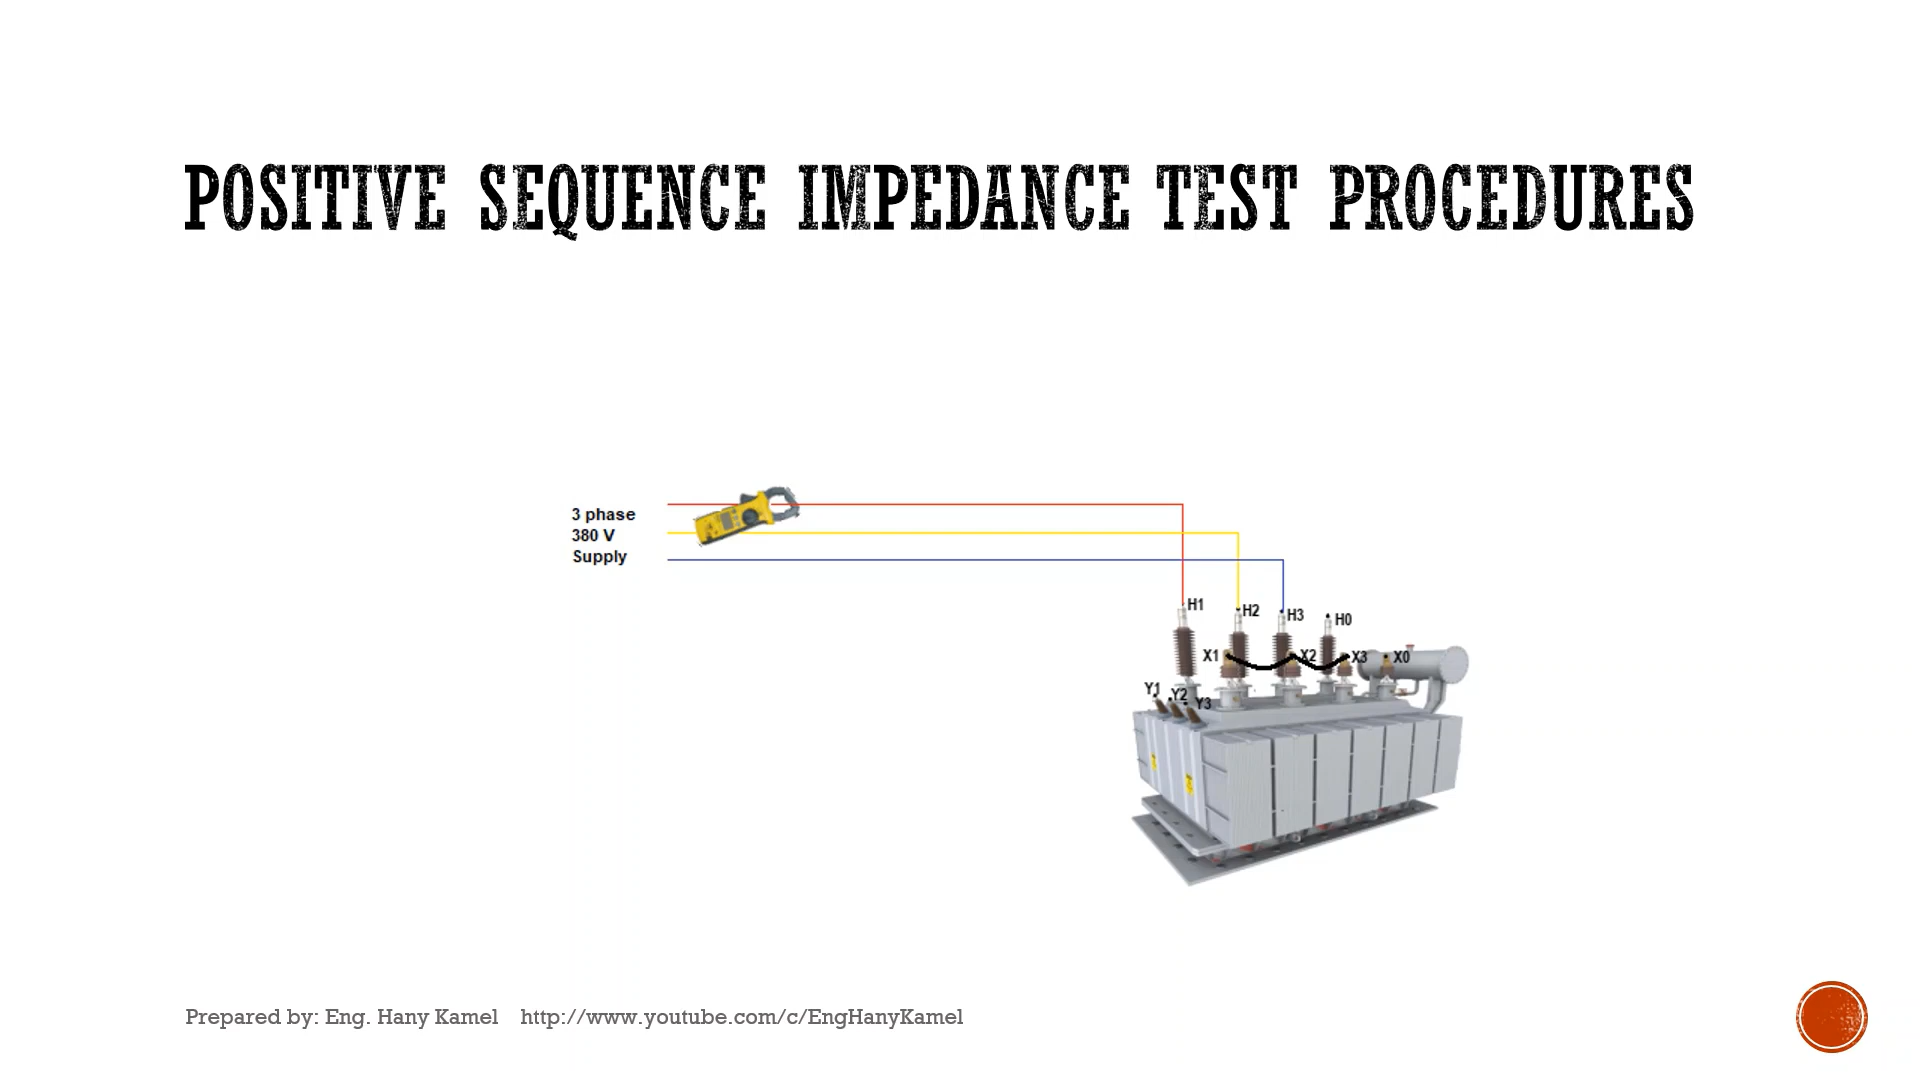 POSITIVE SEQUENCE IMPEDANCE TEST PROCEDURES
3 phase
380 V
Supply
H1
H2
H3
H0
X1
X2
X3
X0
Y1
Y2
Y3
Prepared by: Eng. Hany Kamel http://www.youtube.com/c/EngHanyKamel